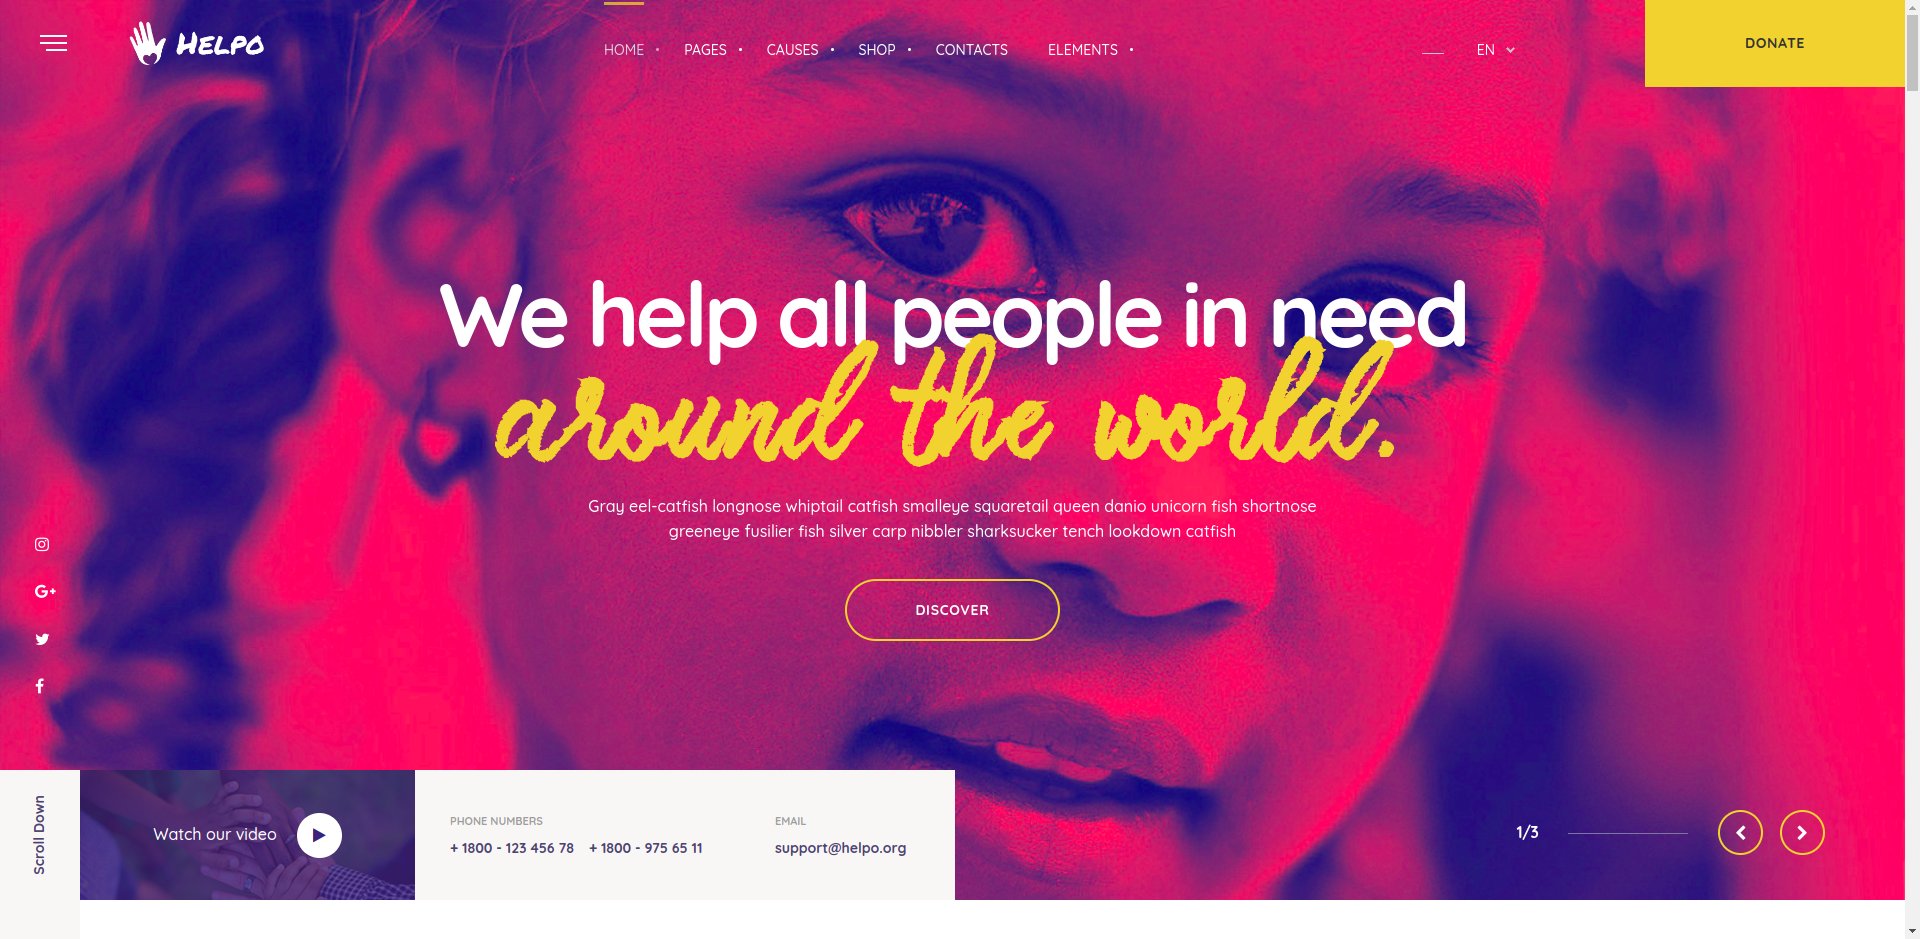 HELPO
HOME
PAGES
CAUSES
SHOP
CONTACTS
ELEMENTS
EN
DONATE
We help all people in need
around the world.
Gray eel-catfish longnose whiptail catfish smalleye squaretail queen danio unicorn fish shortnose
greeneye fusilier fish silver carp nibbler sharksucker tench lookdown catfish
DISCOVER
Scroll Down
Watch our video
PHONE NUMBERS
+ 1800 - 123 456 78
+ 1800 - 975 65 11
EMAIL
support@helpo.org
1/3